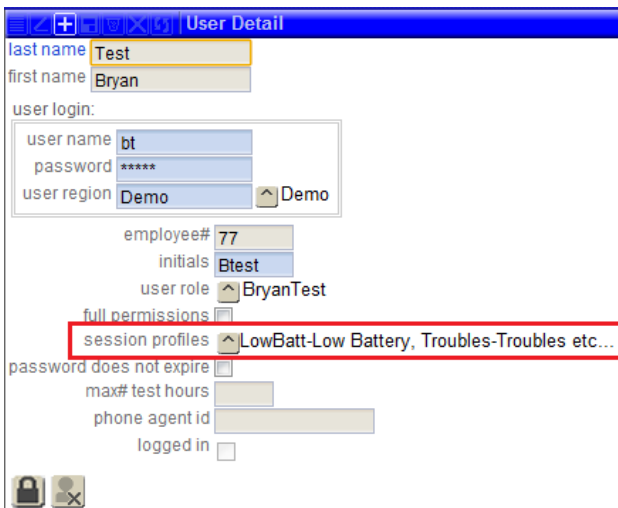 User Detail
last name Test
first name Bryan
user login:
user name bt
password *****
user region Demo Demo
employee# 77
initials Btest
user role BryanTest
full permissions
session profiles LowBatt-Low Battery, Troubles-Troubles etc...
password does not expire
max# test hours
phone agent id
logged in